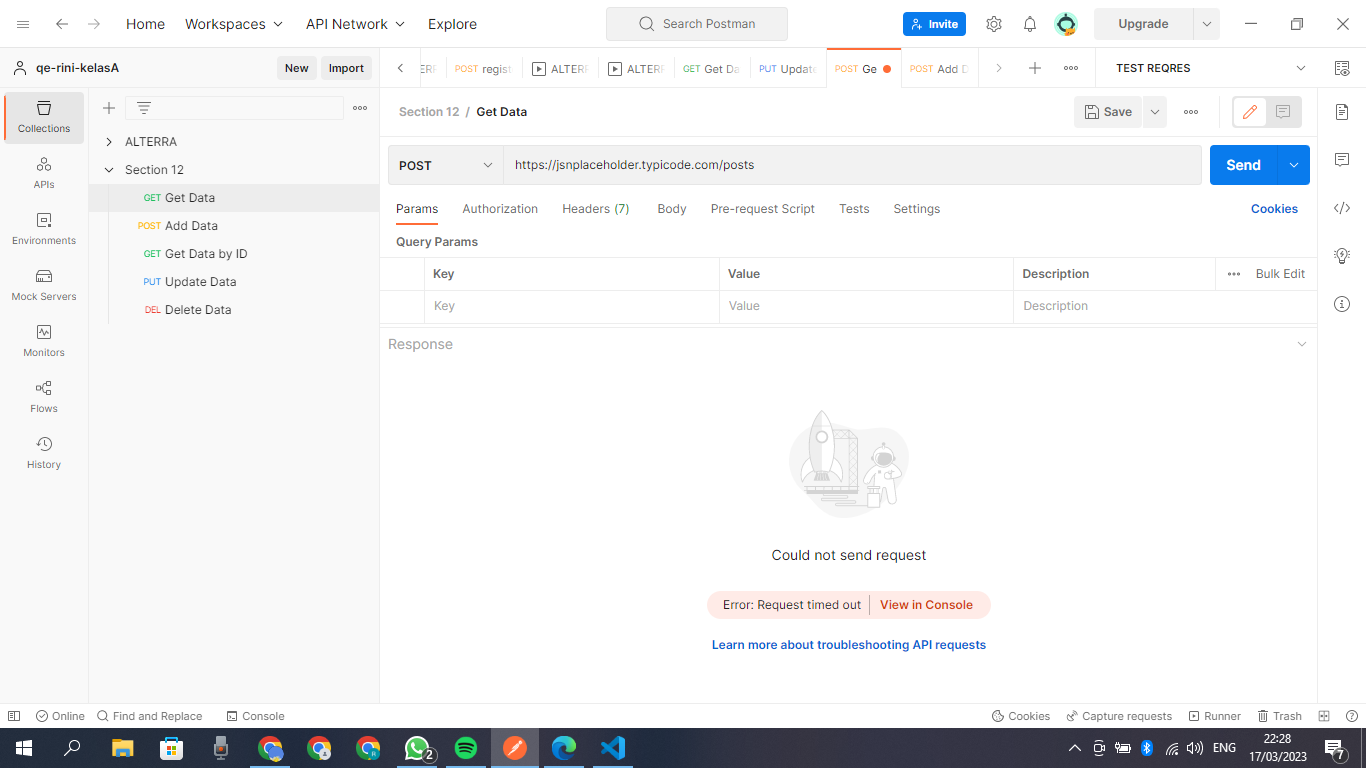 Home Workspaces API Network Explore Search Postman Invite Upgrade
qe-rini-kelasA New Import
POST regist ALTERR ALTERR GET Get Da PUT Update POST Ge POST Add D TEST REQRES
Section 12 / Get Data Save
Collections
APIs
Environments
Mock Servers
Monitors
Flows
History
ALTERRA
Section 12
GET Get Data
POST Add Data
GET Get Data by ID
PUT Update Data
DEL Delete Data
POST https://jsnplaceholder.typicode.com/posts Send
Params Authorization Headers (7) Body Pre-request Script Tests Settings Cookies
Query Params
Key Value Description Bulk Edit
Key Value Description
Response
Could not send request
Error: Request timed out View in Console
Learn more about troubleshooting API requests
Online Find and Replace Console Cookies Capture requests Runner Trash
2 ENG 22:28
17/03/2023 7